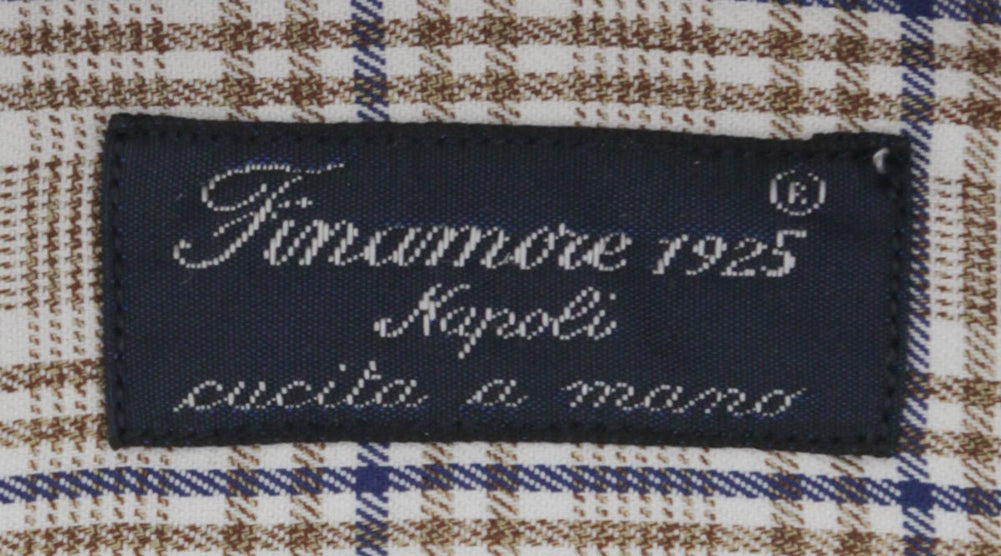 Finamore 1925 ®
Napoli
cucita a mano